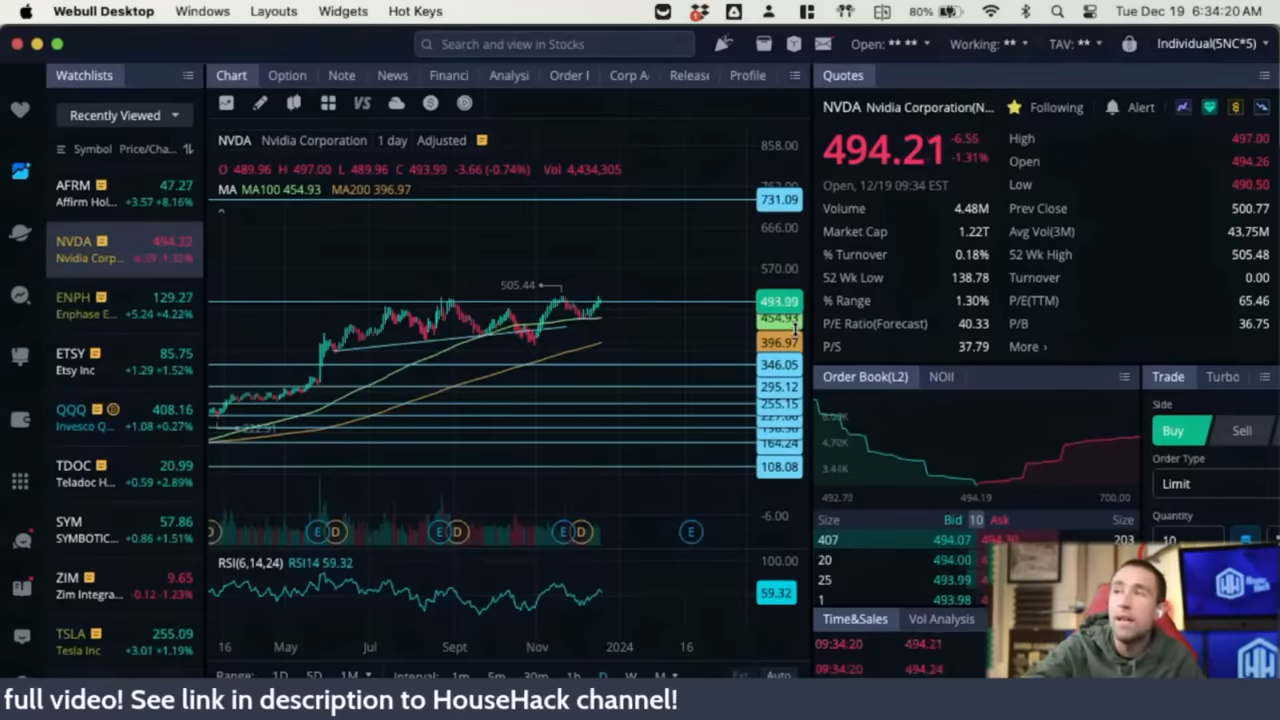 Webull Desktop Windows Layouts Widgets Hot Keys 80% Tue Dec 19 6:34:20 AM
Search and view in Stocks Open: ** ** Working: ** TAV: ** Individual(5NC*5)
Watchlists Chart Option Note News Financi Analysi Order I Corp A Releas Profile Quotes
Recently Viewed VS
NVDA Nvidia Corporation(N... Following Alert
Symbol Price/Cha...
NVDA Nvidia Corporation 1 day Adjusted 858.00
494.21 -6.55 -1.31%
High 497.00
Open 494.26
O 489.96 H 497.00 L 489.96 C 493.99 -3.66 (-0.74%) Vol 4,434,305
MA MA100 454.93 MA200 396.97
Open, 12/19 09:34 EST Low 490.50
AFRM 47.27
Affirm Hol... +3.57 +8.16%
731.09
Volume 4.48M Prev Close 500.77
666.00
Market Cap 1.22T Avg Vol(3M) 43.75M
NVDA 494.22
Nvidia Corp...
% Turnover 0.18% 52 Wk High 505.48
570.00
52 Wk Low 138.78 Turnover 0.00
505.44
ENPH 129.27
Enphase E... +5.24 +4.22%
493.99
% Range 1.30% P/E(TTM) 65.46
454.93
P/E Ratio(Forecast) 40.33 P/B 36.75
396.97
P/S 37.79 More ›
ETSY 85.75
Etsy Inc +1.29 +1.52%
346.05
Order Book(L2) NOII Trade Turbo
295.12
255.15
Side
QQQ 408.16
Invesco Q... +1.08 +0.27%
Buy Sell
164.24
4.70K
Order Type
108.08
3.44K
TDOC 20.99
Teladoc H... +0.59 +2.89%
Limit
494.19 700.00
-6.00
Quantity
Size Bid 10 Ask Size
E D E D E D E
SYM 57.86
SYMBOTIC... +0.86 +1.51%
407 494.07 203
10
20 494.00
RSI(6,14,24) RSI14 59.32 100.00
25 493.99
ZIM 9.65
Zim Integra... -0.12 -1.23%
59.32
1 493.98
Time&Sales Vol Analysis
TSLA 255.09
Tesla Inc +3.01 +1.19%
16 May Jul Sept Nov 2024 16
09:34:20 494.21
09:34:20 494.24
full video! See link in description to HouseHack channel!